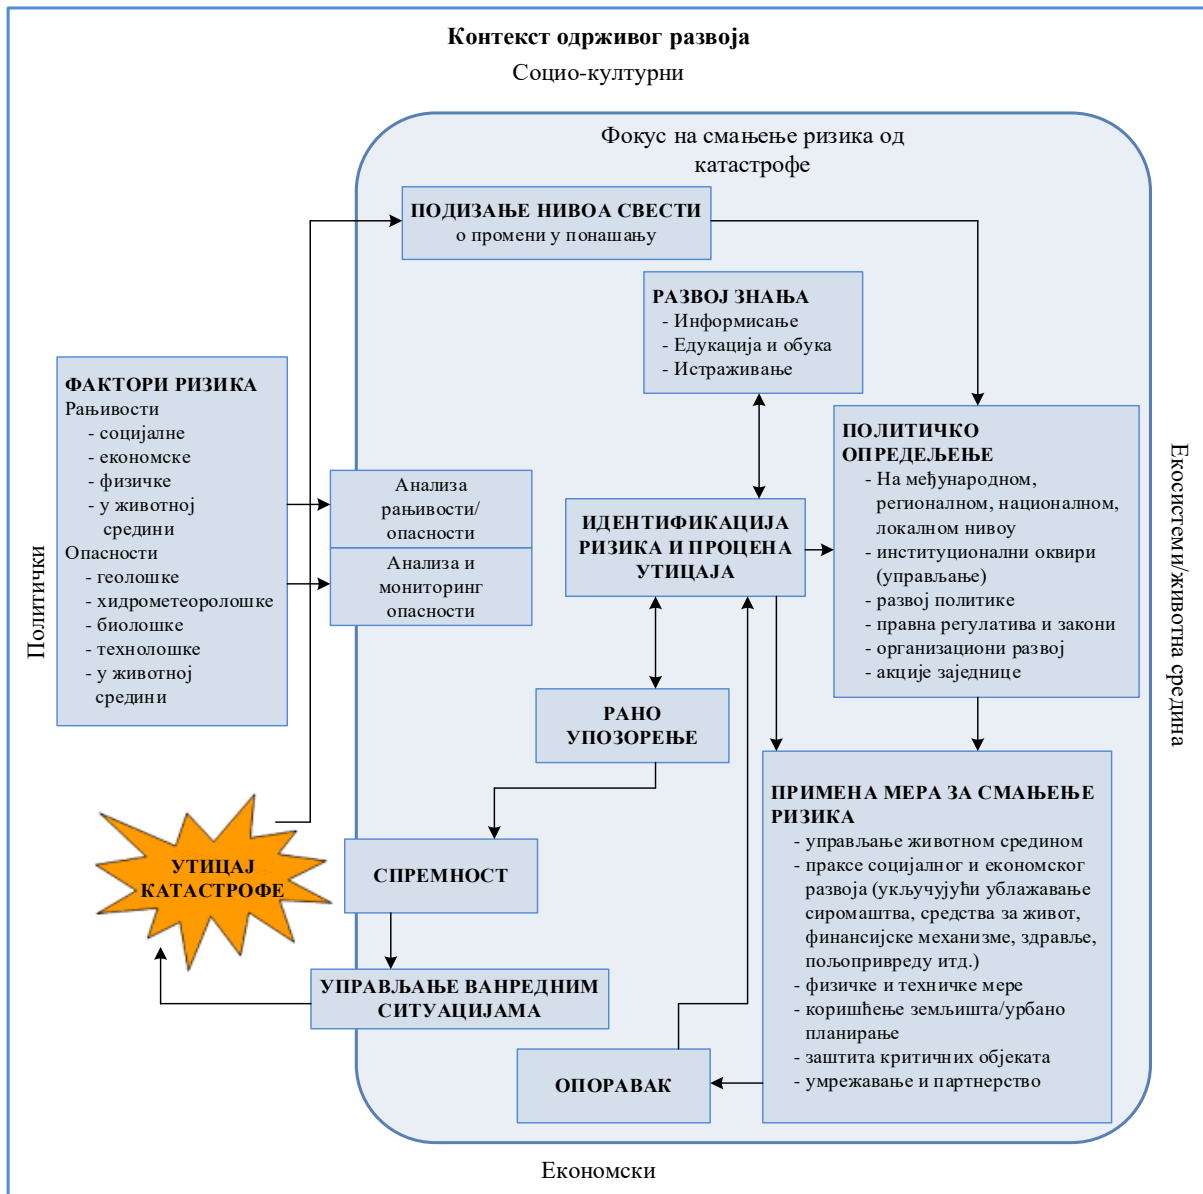 Контекст одрживог развоја
Социо-културни
Фокус на смањење ризика од
катастрофе
ПОДИЗАЊЕ НИВОА СВЕСТИ
о промени у понашању
РАЗВОЈ ЗНАЊА
- Информисање
- Едукација и обука
- Истраживање
ФАКТОРИ РИЗИКА
Рањивости
- социјалне
- економске
- физичке
- у животној
средини
Опасности
- геолошке
- хидрометеоролошке
- биолошке
- технолошке
- у животној
средини
Политички
Анализа
рањивости/
опасности
Анализа и
мониторинг
опасности
ИДЕНТИФИКАЦИЈА
РИЗИКА И ПРОЦЕНА
УТИЦАЈА
ПОЛИТИЧКО
ОПРЕДЕЉЕЊЕ
- На међународном,
регионалном, националном,
локалном нивоу
- институционални оквири
(управљање)
- развој политике
- правна регулатива и закони
- организациони развој
- акције заједнице
Екосистеми/животна средина
РАНО
УПОЗОРЕЊЕ
ПРИМЕНА МЕРА ЗА СМАЊЕЊЕ
РИЗИКА
- управљање животном средином
- праксе социјалног и економског
развоја (укључујући ублажавање
сиромаштва, средства за живот,
финансијске механизме, здравље,
пољопривреду итд.)
- физичке и техничке мере
- коришћење земљишта/урбано
планирање
- заштита критичних објеката
- умрежавање и партнерство
УТИЦАЈ
КАТАСТРОФЕ
СПРЕМНОСТ
УПРАВЉАЊЕ ВАНРЕДНИМ
СИТУАЦИЈАМА
ОПОРАВАК
Економски